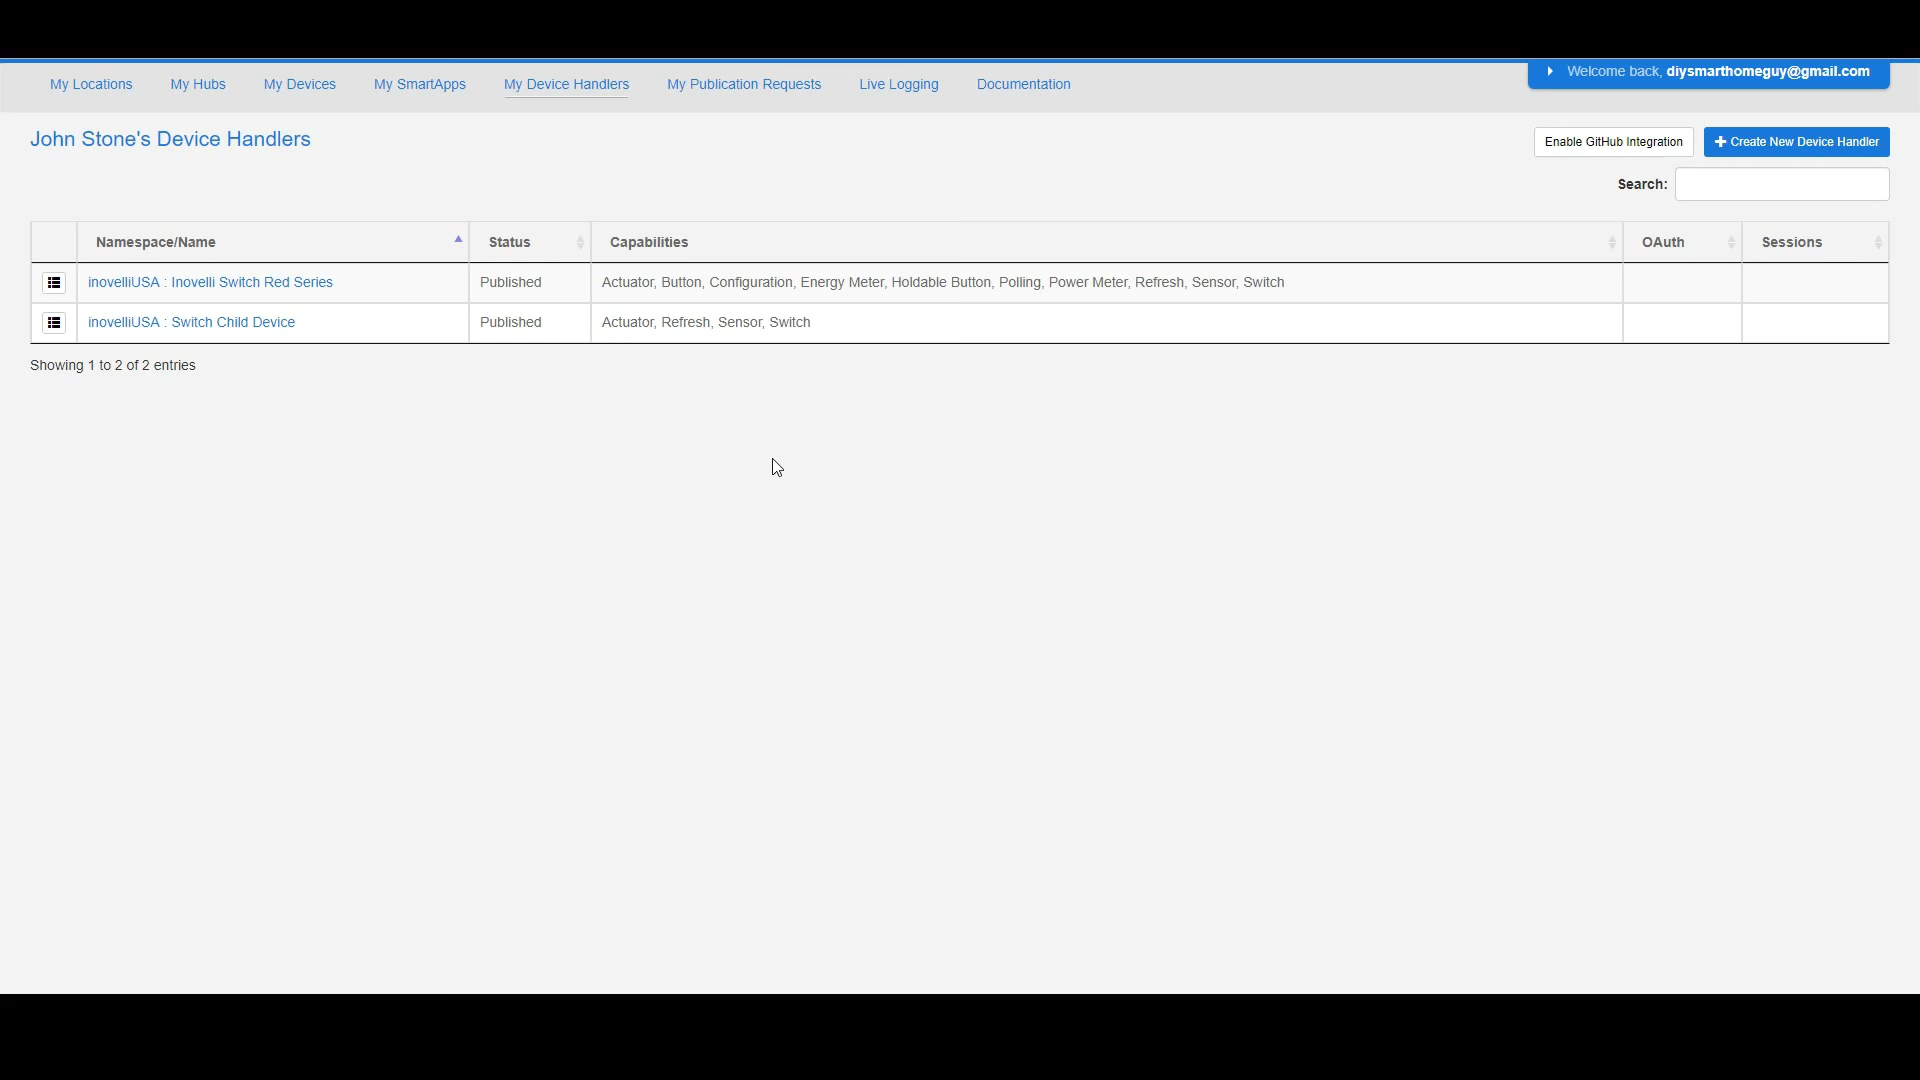 My Locations My Hubs My Devices My SmartApps My Device Handlers My Publication Requests Live Logging Documentation Welcome back, diysmarthomeguy@gmail.com
John Stone's Device Handlers
Enable GitHub Integration Create New Device Handler
Search:
Namespace/Name Status Capabilities OAuth Sessions
inovelliUSA : Inovelli Switch Red Series Published Actuator, Button, Configuration, Energy Meter, Holdable Button, Polling, Power Meter, Refresh, Sensor, Switch
inovelliUSA : Switch Child Device Published Actuator, Refresh, Sensor, Switch
Showing 1 to 2 of 2 entries